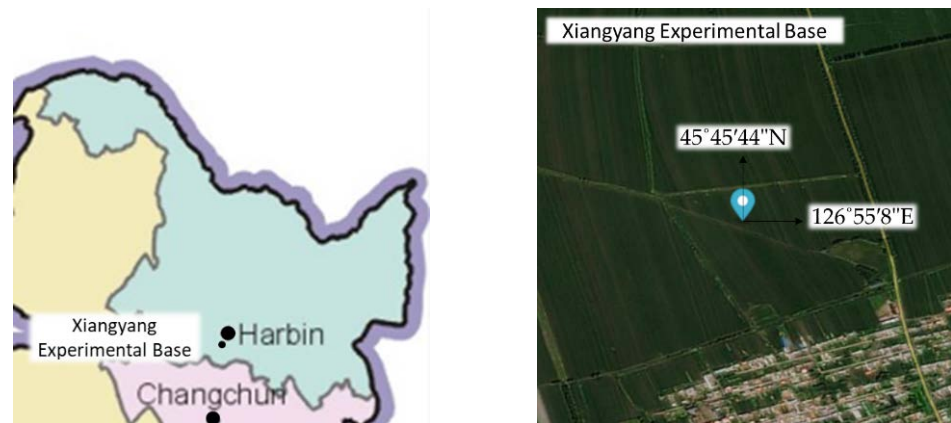 Xiangyang
Experimental Base
Harbin
Changchun
Xiangyang Experimental Base
45°45′44″N
126°55′8″E